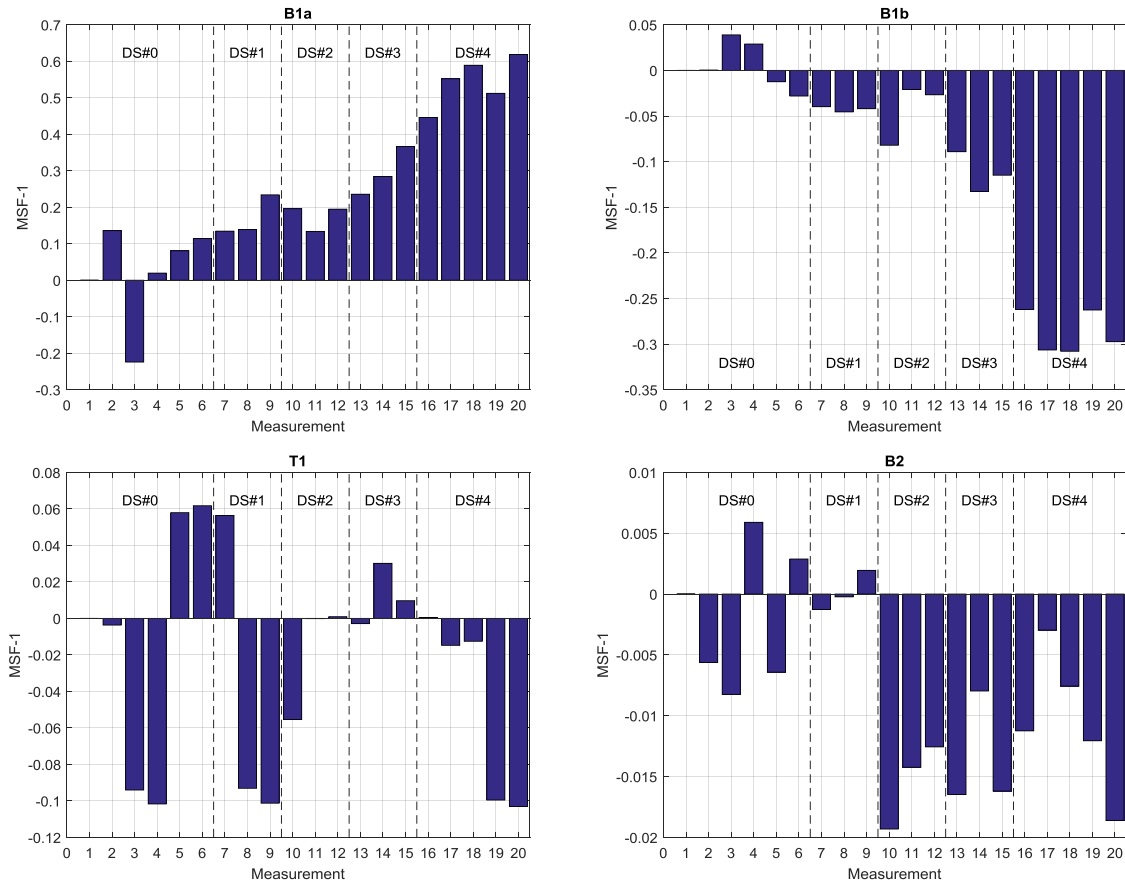 B1a
0.7
0.6
0.5
0.4
0.3
0.2
0.1
0
-0.1
-0.2
-0.3
MSF-1
DS#0 DS#1 DS#2 DS#3 DS#4
0 1 2 3 4 5 6 7 8 9 10 11 12 13 14 15 16 17 18 19 20
Measurement
B1b
0.05
0
-0.05
-0.1
-0.15
-0.2
-0.25
-0.3
-0.35
MSF-1
DS#0 DS#1 DS#2 DS#3 DS#4
0 1 2 3 4 5 6 7 8 9 10 11 12 13 14 15 16 17 18 19 20
Measurement
T1
0.08
0.06
0.04
0.02
0
-0.02
-0.04
-0.06
-0.08
-0.1
-0.12
MSF-1
DS#0 DS#1 DS#2 DS#3 DS#4
0 1 2 3 4 5 6 7 8 9 10 11 12 13 14 15 16 17 18 19 20
Measurement
B2
0.01
0.005
0
-0.005
-0.01
-0.015
-0.02
MSF-1
DS#0 DS#1 DS#2 DS#3 DS#4
0 1 2 3 4 5 6 7 8 9 10 11 12 13 14 15 16 17 18 19 20
Measurement